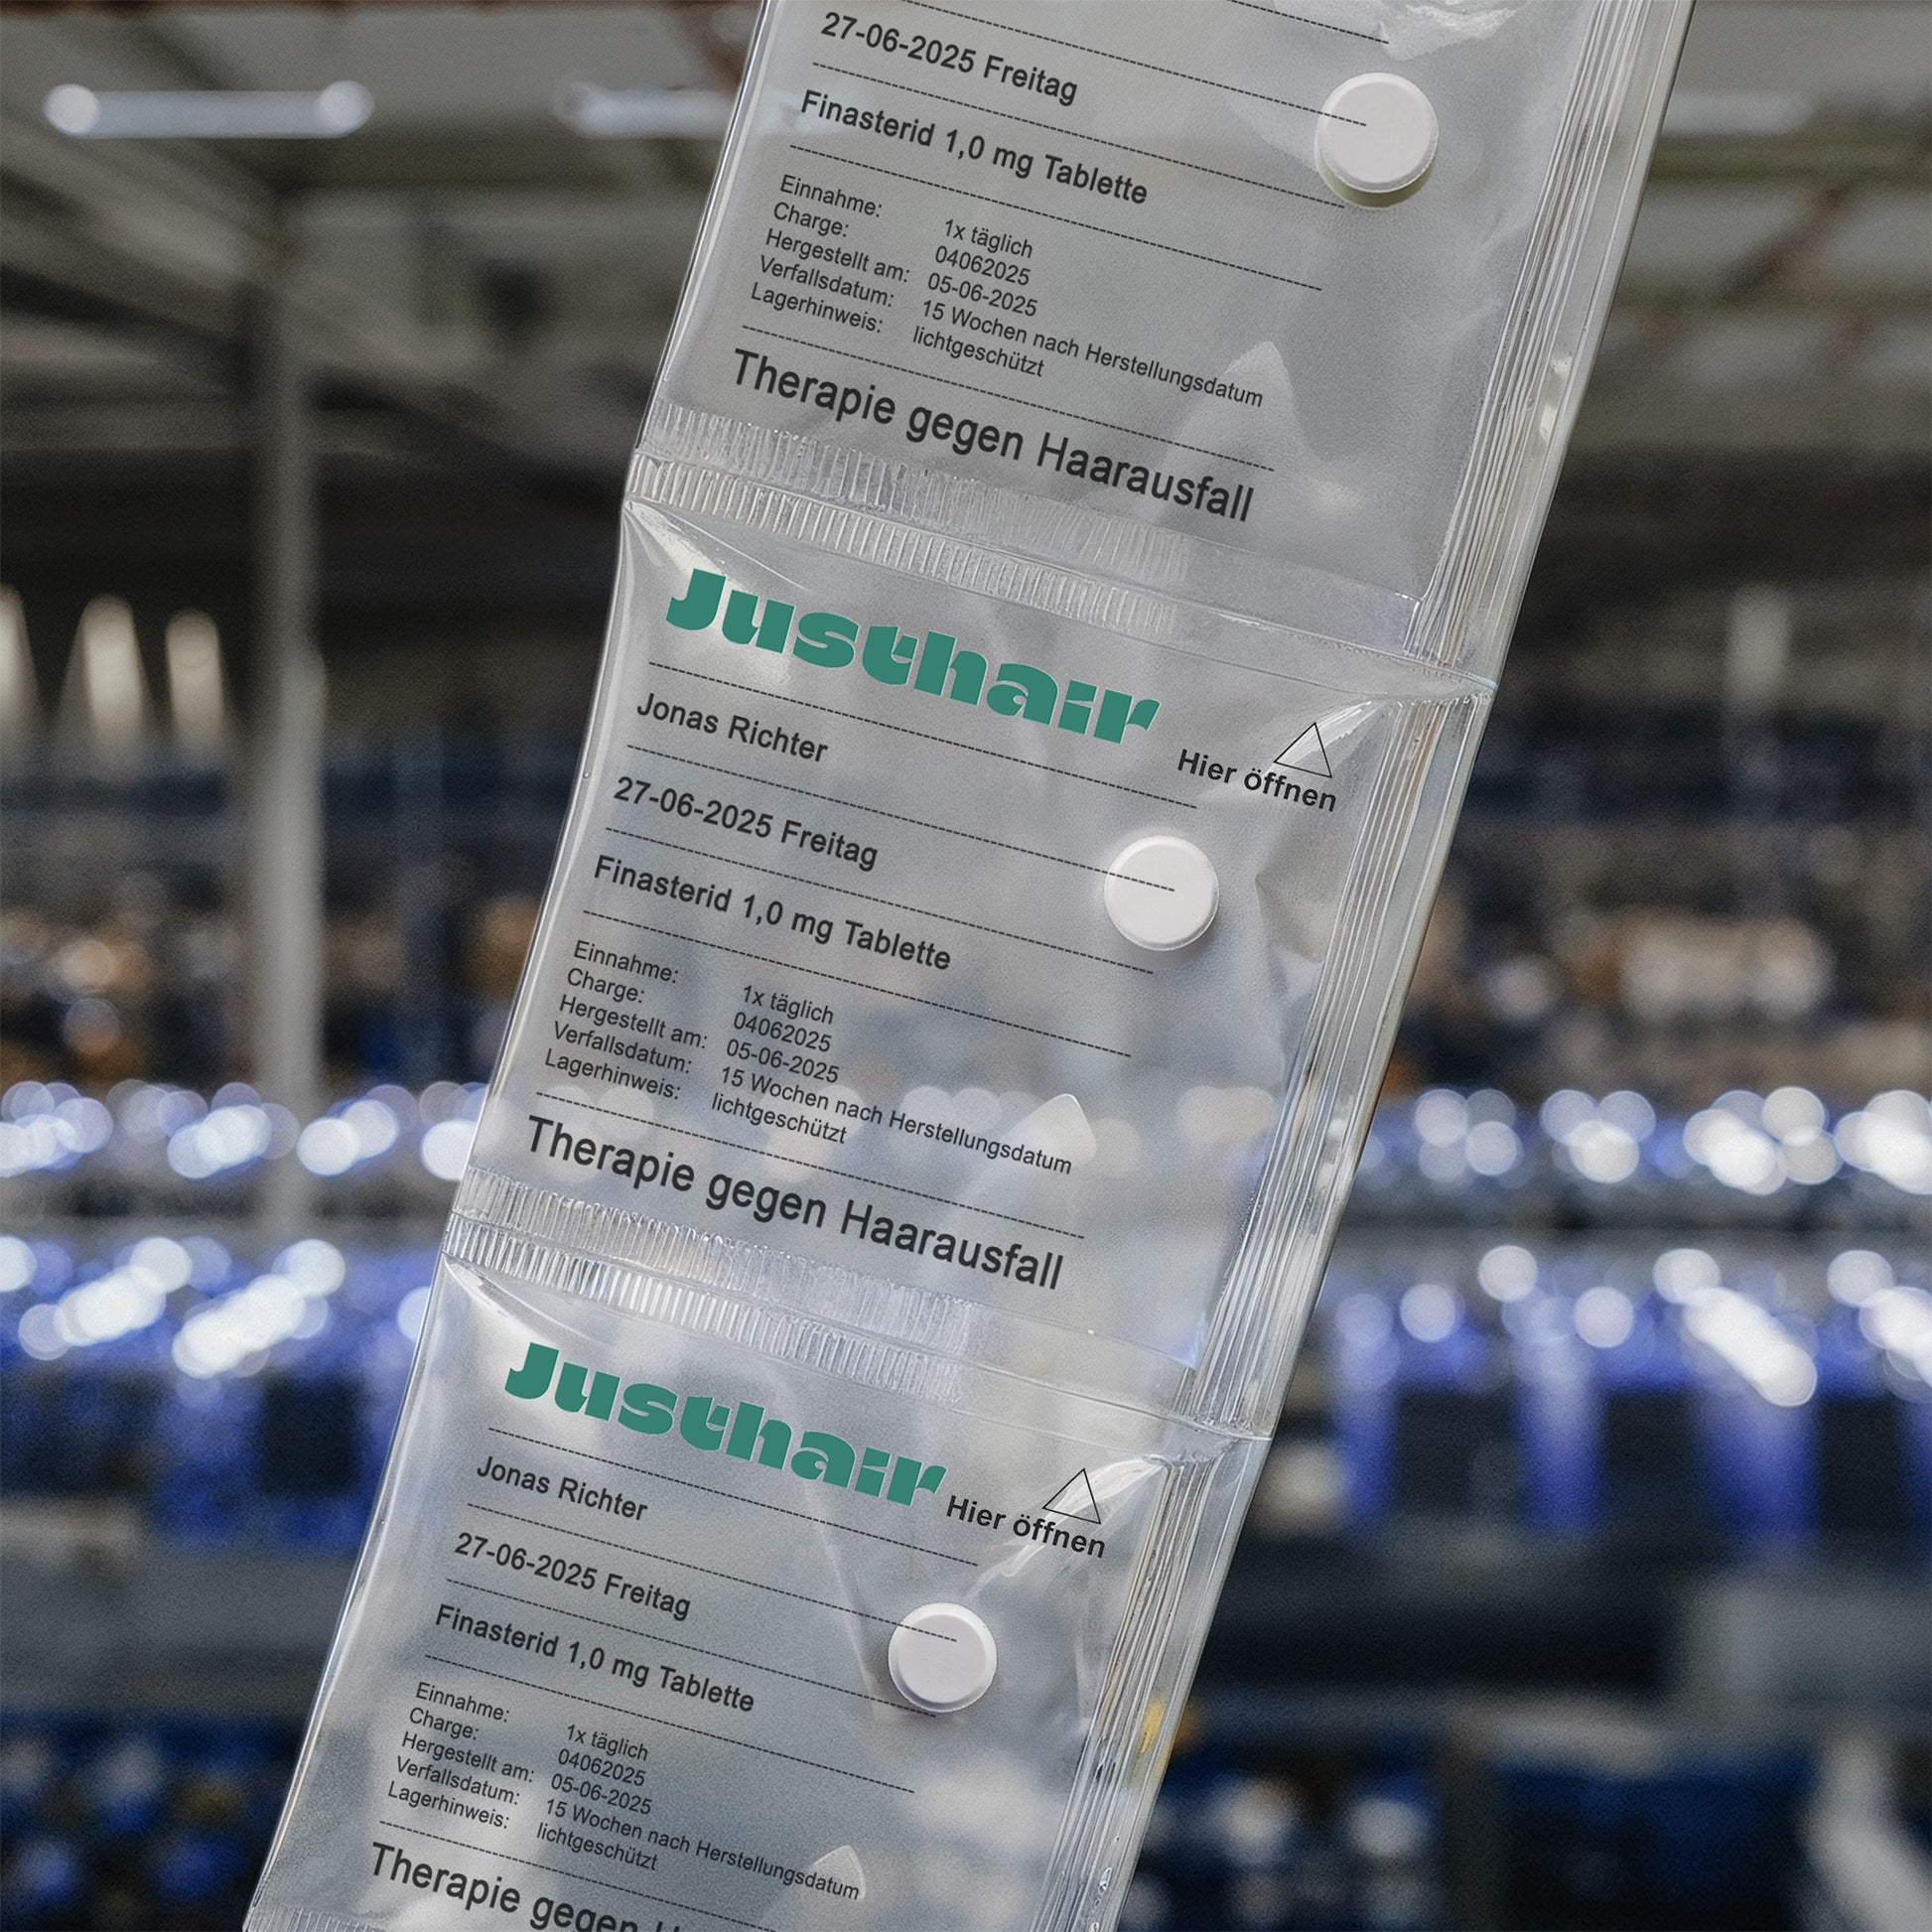 27-06-2025 Freitag
Finasterid 1,0 mg Tablette
Einnahme: 1x täglich
Charge: 04062025
Hergestellt am: 05-06-2025
Verfallsdatum: 15 Wochen nach Herstellungsdatum
Lagerhinweis: lichtgeschützt
Therapie gegen Haarausfall
Justhair
Hier öffnen
Jonas Richter
27-06-2025 Freitag
Finasterid 1,0 mg Tablette
Einnahme: 1x täglich
Charge: 04062025
Hergestellt am: 05-06-2025
Verfallsdatum: 15 Wochen nach Herstellungsdatum
Lagerhinweis: lichtgeschützt
Therapie gegen Haarausfall
Justhair
Hier öffnen
Jonas Richter
27-06-2025 Freitag
Finasterid 1,0 mg Tablette
Einnahme: 1x täglich
Charge: 04062025
Hergestellt am: 05-06-2025
Verfallsdatum: 15 Wochen nach Herstellungsdatum
Lagerhinweis: lichtgeschützt
Therapie gegen